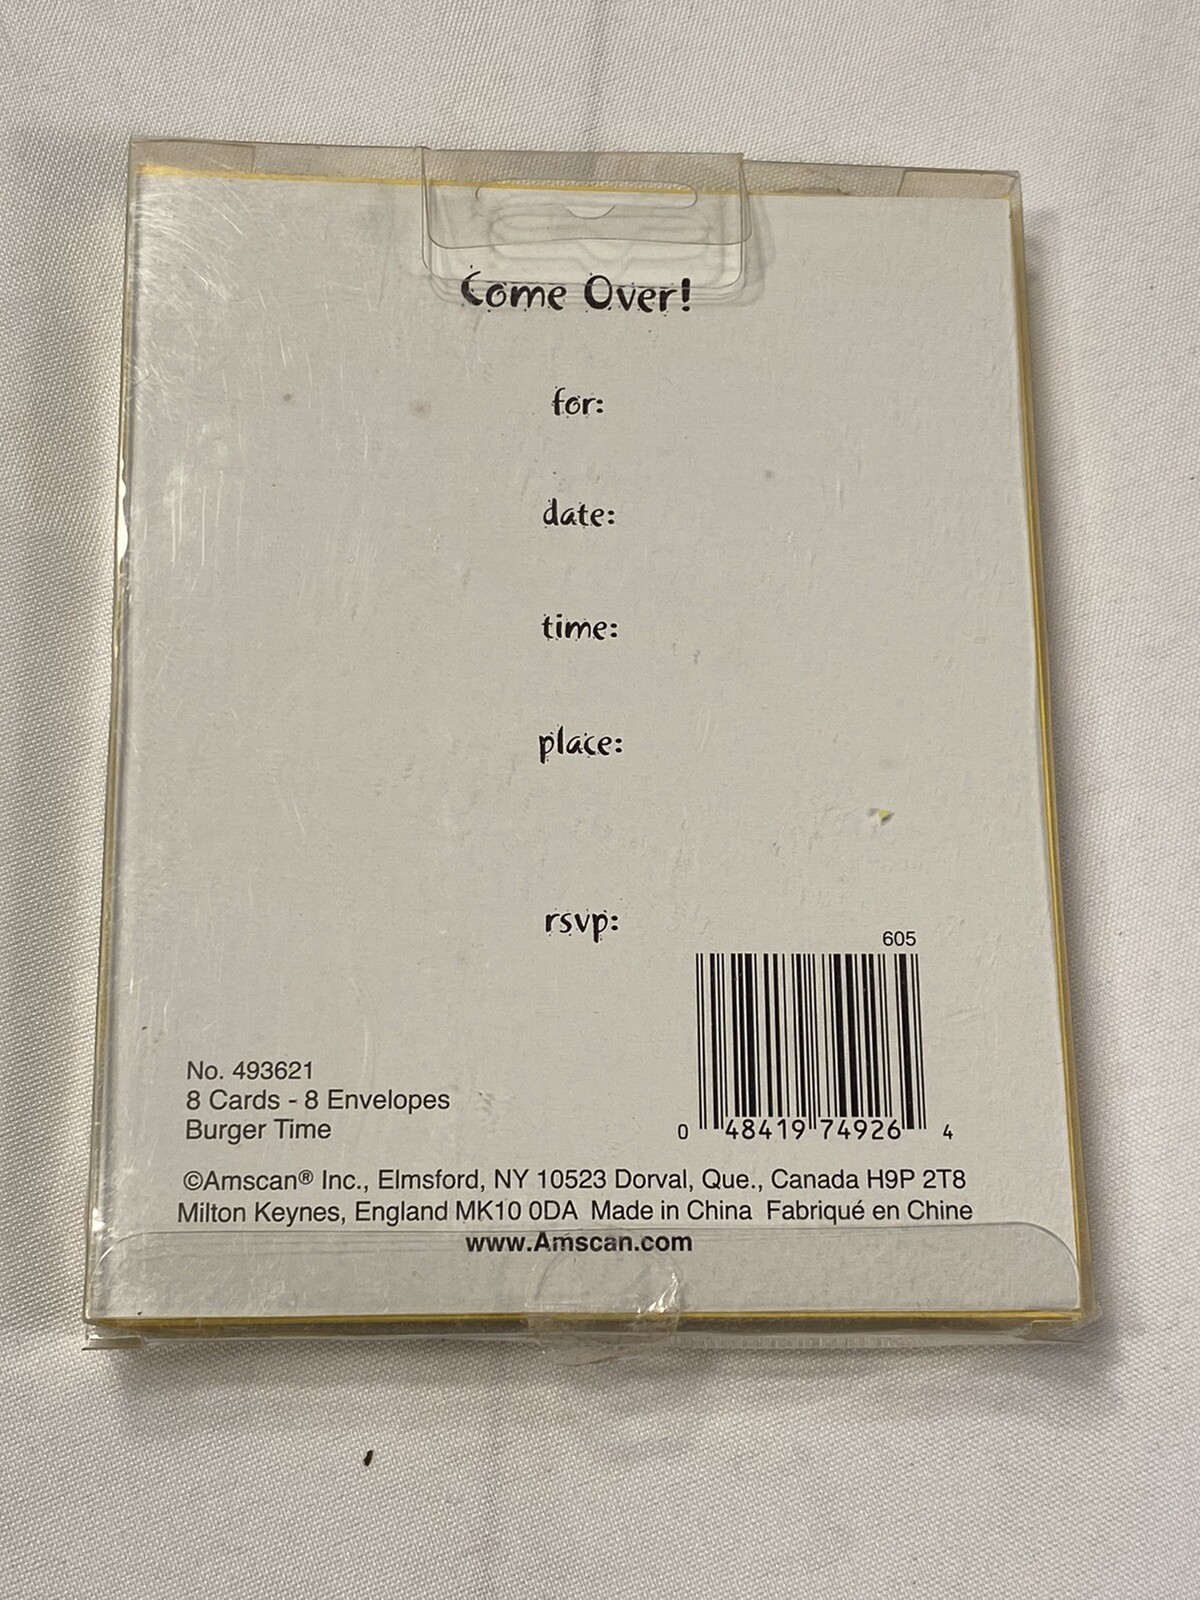 Come Over!
for:
date:
time:
place:
rsvp:
605
0 48419 74926 4
No. 493621
8 Cards - 8 Envelopes
Burger Time
©Amscan® Inc., Elmsford, NY 10523 Dorval, Que., Canada H9P 2T8
Milton Keynes, England MK10 0DA Made in China Fabriqué en Chine
www.Amscan.com